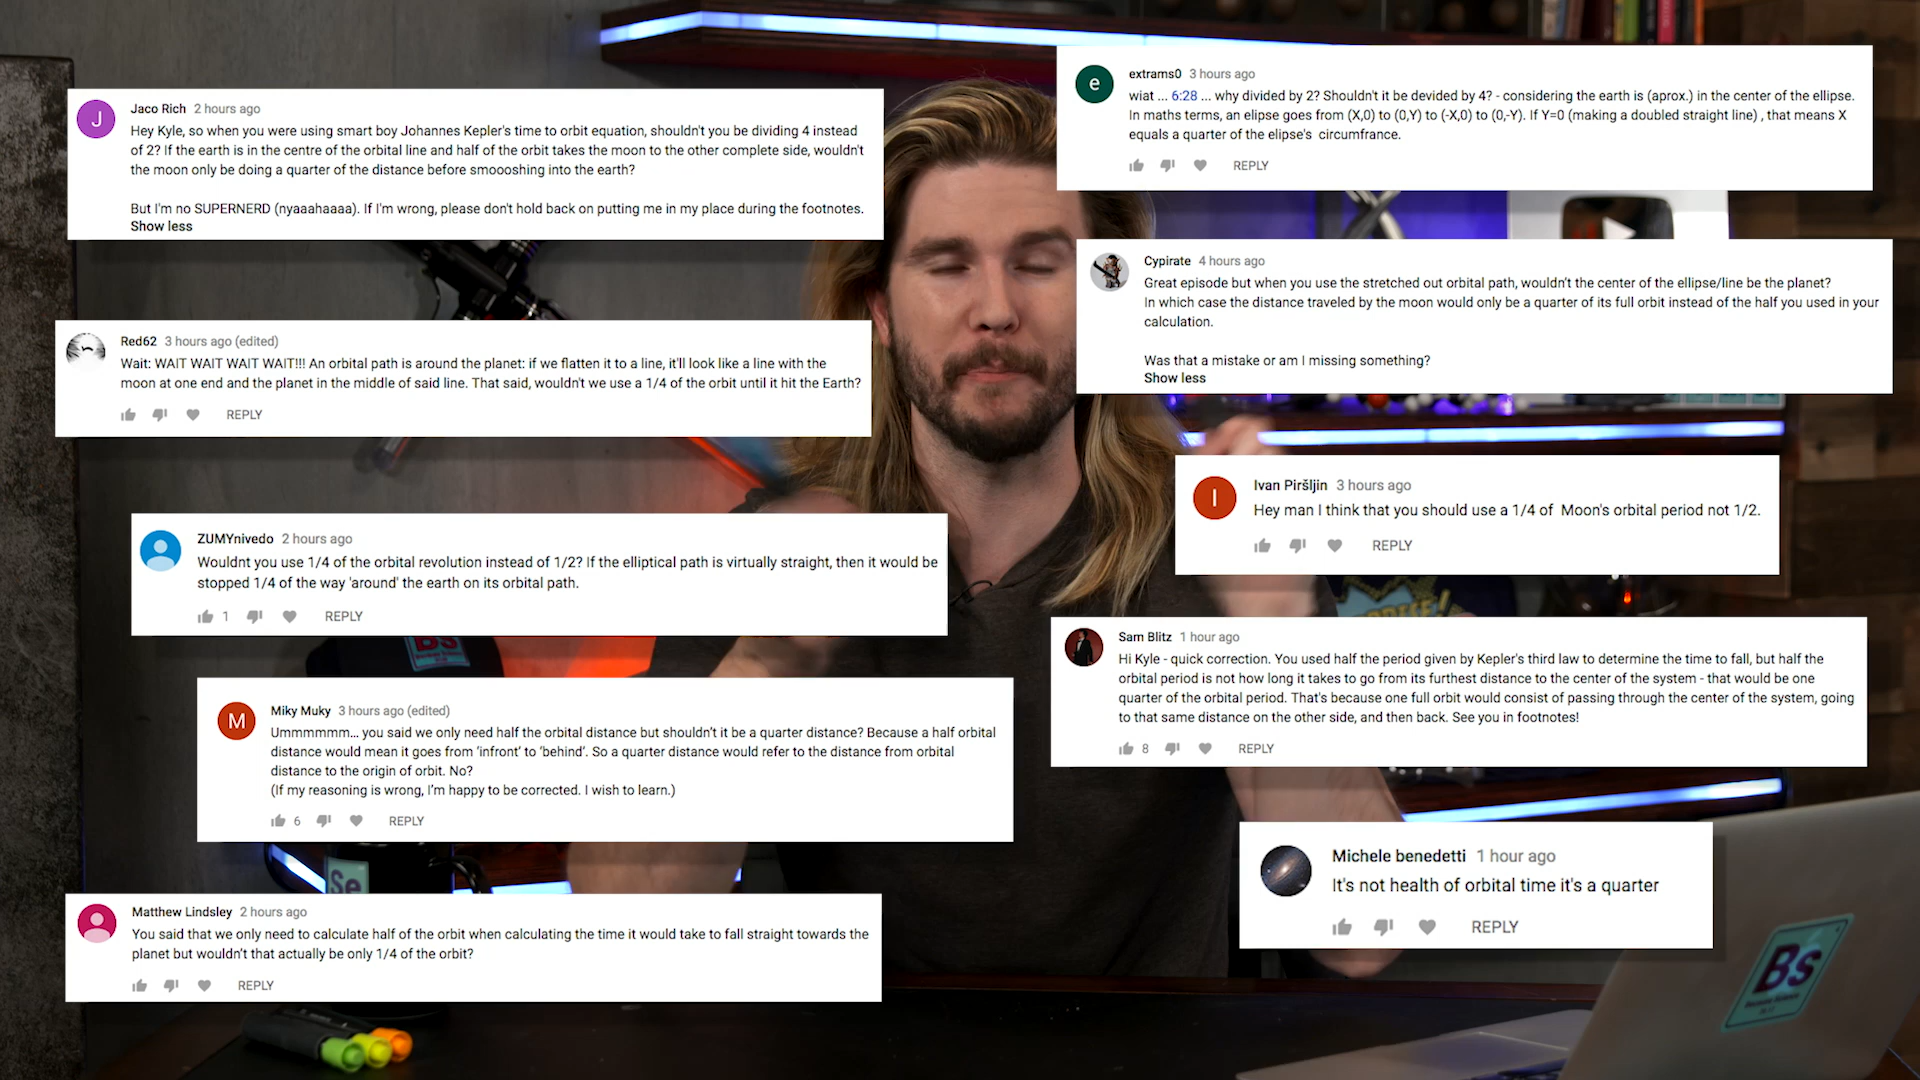 Jaco Rich 2 hours ago
Hey Kyle, so when you were using smart boy Johannes Kepler's time to orbit equation, shouldn't you be dividing 4 instead
of 2? If the earth is in the centre of the orbital line and half of the orbit takes the moon to the other complete side, wouldn't
the moon only be doing a quarter of the distance before smoooshing into the earth?
But I'm no SUPERNERD (nyaaahaaaa). If I'm wrong, please don't hold back on putting me in my place during the footnotes.
Show less
Red62 3 hours ago (edited)
Wait: WAIT WAIT WAIT WAIT!!! An orbital path is around the planet: if we flatten it to a line, it'll look like a line with the
moon at one end and the planet in the middle of said line. That said, wouldn't we use a 1/4 of the orbit until it hit the Earth?
REPLY
ZUMYnivedo 2 hours ago
Wouldnt you use 1/4 of the orbital revolution instead of 1/2? If the elliptical path is virtually straight, then it would be
stopped 1/4 of the way 'around' the earth on its orbital path.
1 REPLY
M
Miky Muky 3 hours ago (edited)
Ummmmmm... you said we only need half the orbital distance but shouldn't it be a quarter distance? Because a half orbital
distance would mean it goes from 'infront' to 'behind'. So a quarter distance would refer to the distance from orbital
distance to the origin of orbit. No?
(If my reasoning is wrong, I'm happy to be corrected. I wish to learn.)
6 REPLY
Matthew Lindsley 2 hours ago
You said that we only need to calculate half of the orbit when calculating the time it would take to fall straight towards the
planet but wouldn't that actually be only 1/4 of the orbit?
REPLY
e
extrams0 3 hours ago
wiat ... 6:28 ... why divided by 2? Shouldn't it be devided by 4? - considering the earth is (aprox.) in the center of the ellipse.
In maths terms, an elipse goes from (X,0) to (0,Y) to (-X,0) to (0,-Y). If Y=0 (making a doubled straight line) , that means X
equals a quarter of the elipse's circumfrance.
REPLY
Cypirate 4 hours ago
Great episode but when you use the stretched out orbital path, wouldn't the center of the ellipse/line be the planet?
In which case the distance traveled by the moon would only be a quarter of its full orbit instead of the half you used in your
calculation.
Was that a mistake or am I missing something?
Show less
I
Ivan Piršljin 3 hours ago
Hey man I think that you should use a 1/4 of Moon's orbital period not 1/2.
REPLY
Sam Blitz 1 hour ago
Hi Kyle - quick correction. You used half the period given by Kepler's third law to determine the time to fall, but half the
orbital period is not how long it takes to go from its furthest distance to the center of the system - that would be one
quarter of the orbital period. That's because one full orbit would consist of passing through the center of the system, going
to that same distance on the other side, and then back. See you in footnotes!
8 REPLY
Michele benedetti 1 hour ago
It's not health of orbital time it's a quarter
REPLY
J
Bs
Se
Bs